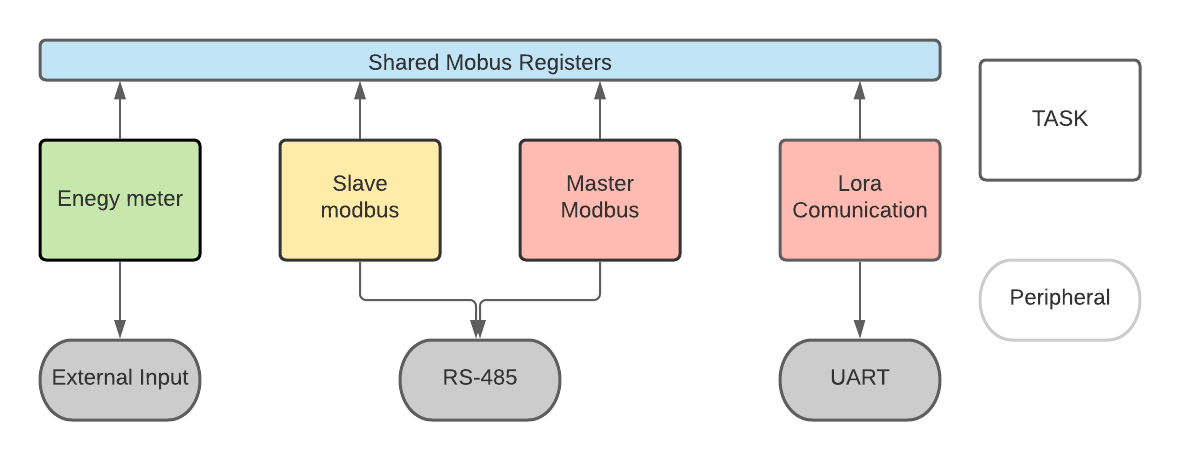 Shared Mobus Registers
TASK
Enegy meter
Slave
modbus
Master
Modbus
Lora
Comunication
Peripheral
External Input
RS-485
UART